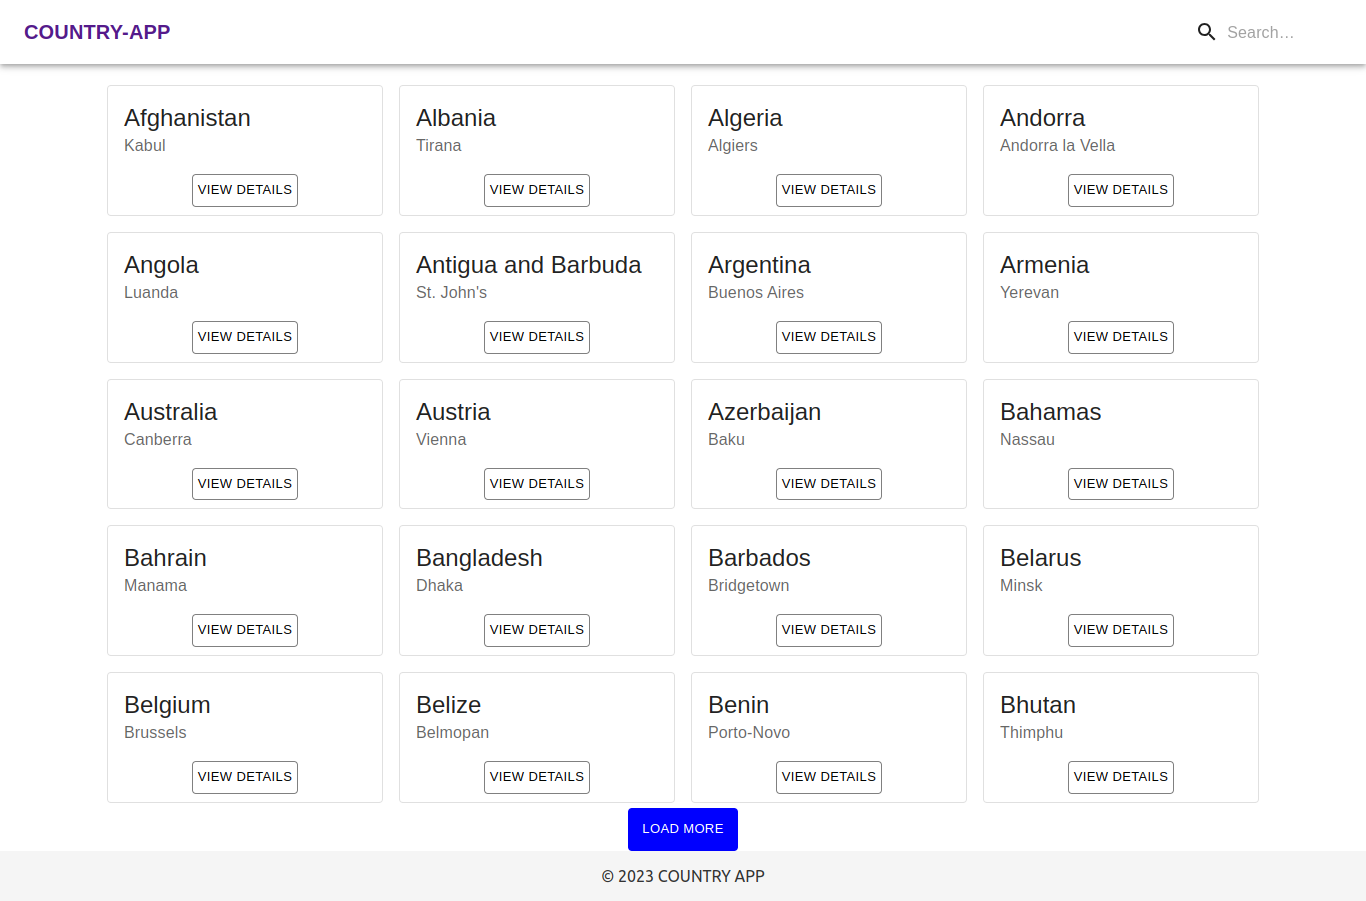 COUNTRY-APP
Search…
Afghanistan
Kabul
VIEW DETAILS
Albania
Tirana
VIEW DETAILS
Algeria
Algiers
VIEW DETAILS
Andorra
Andorra la Vella
VIEW DETAILS
Angola
Luanda
VIEW DETAILS
Antigua and Barbuda
St. John's
VIEW DETAILS
Argentina
Buenos Aires
VIEW DETAILS
Armenia
Yerevan
VIEW DETAILS
Australia
Canberra
VIEW DETAILS
Austria
Vienna
VIEW DETAILS
Azerbaijan
Baku
VIEW DETAILS
Bahamas
Nassau
VIEW DETAILS
Bahrain
Manama
VIEW DETAILS
Bangladesh
Dhaka
VIEW DETAILS
Barbados
Bridgetown
VIEW DETAILS
Belarus
Minsk
VIEW DETAILS
Belgium
Brussels
VIEW DETAILS
Belize
Belmopan
VIEW DETAILS
Benin
Porto-Novo
VIEW DETAILS
Bhutan
Thimphu
VIEW DETAILS
LOAD MORE
© 2023 COUNTRY APP